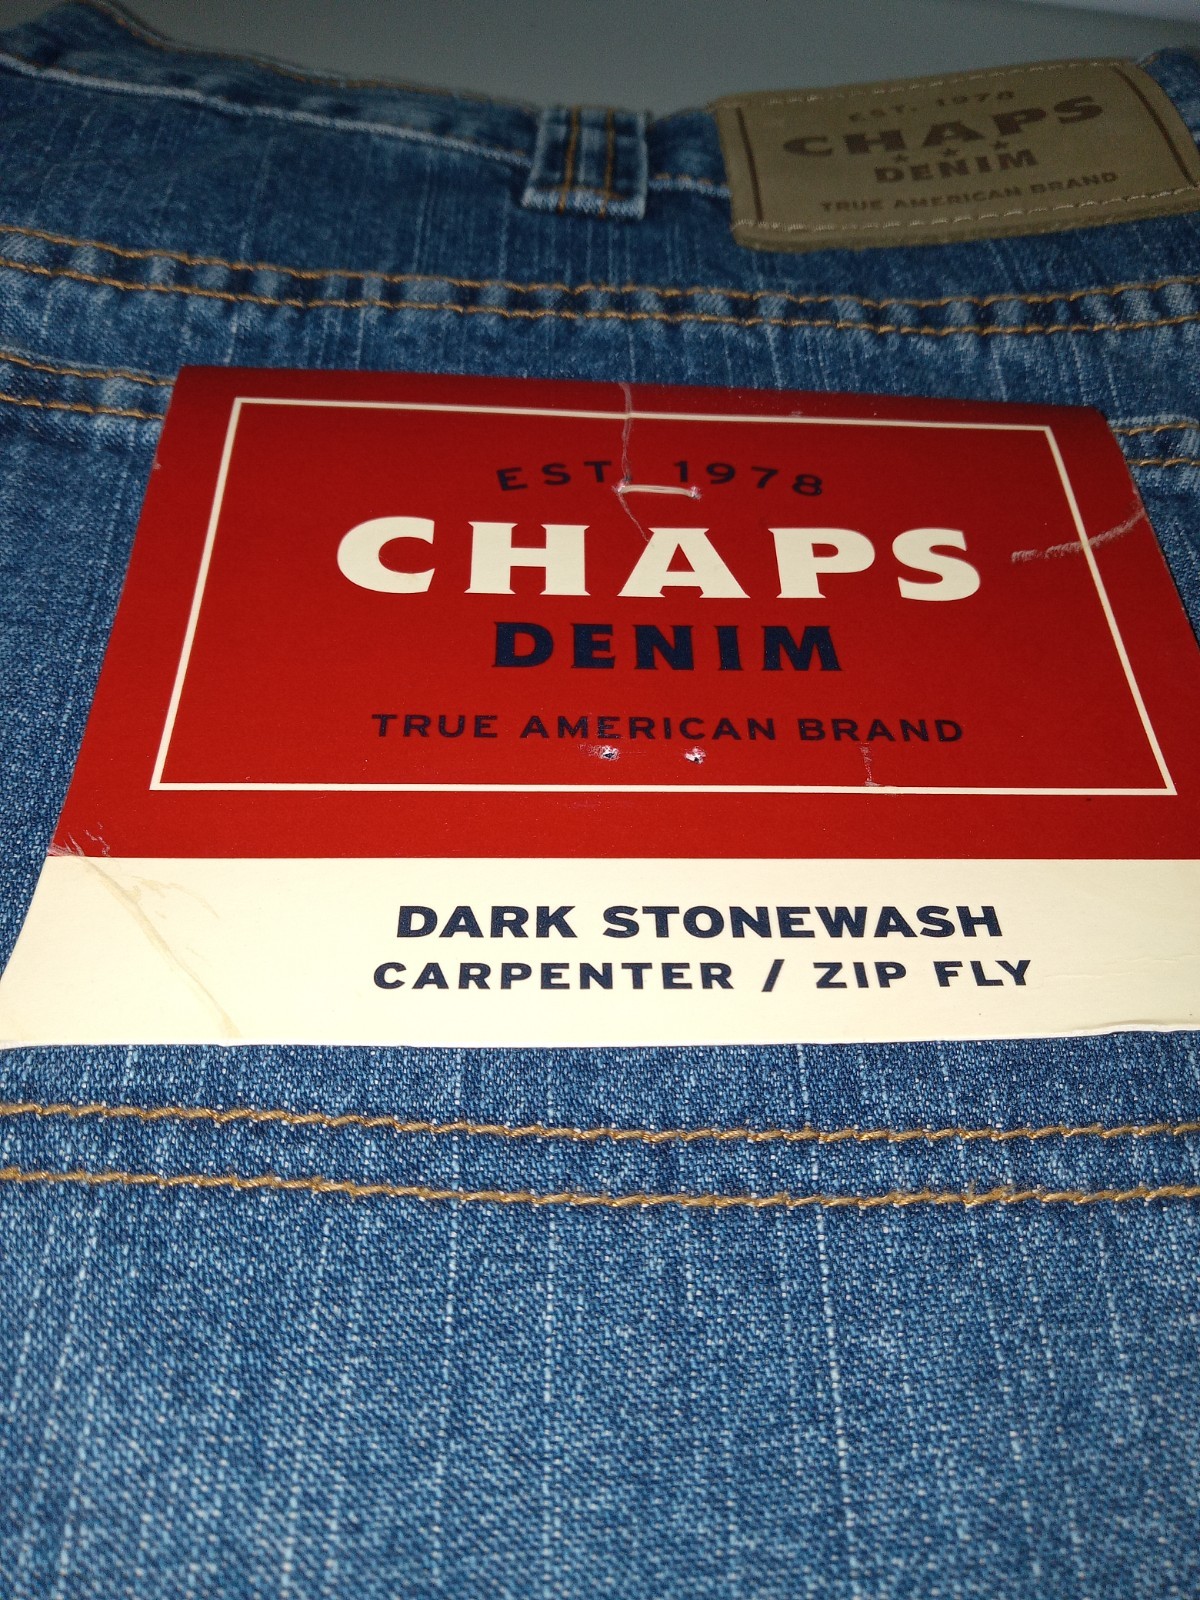 EST. 1978
CHAPS
DENIM
TRUE AMERICAN BRAND
EST. 1978
CHAPS
DENIM
TRUE AMERICAN BRAND
DARK STONEWASH
CARPENTER / ZIP FLY